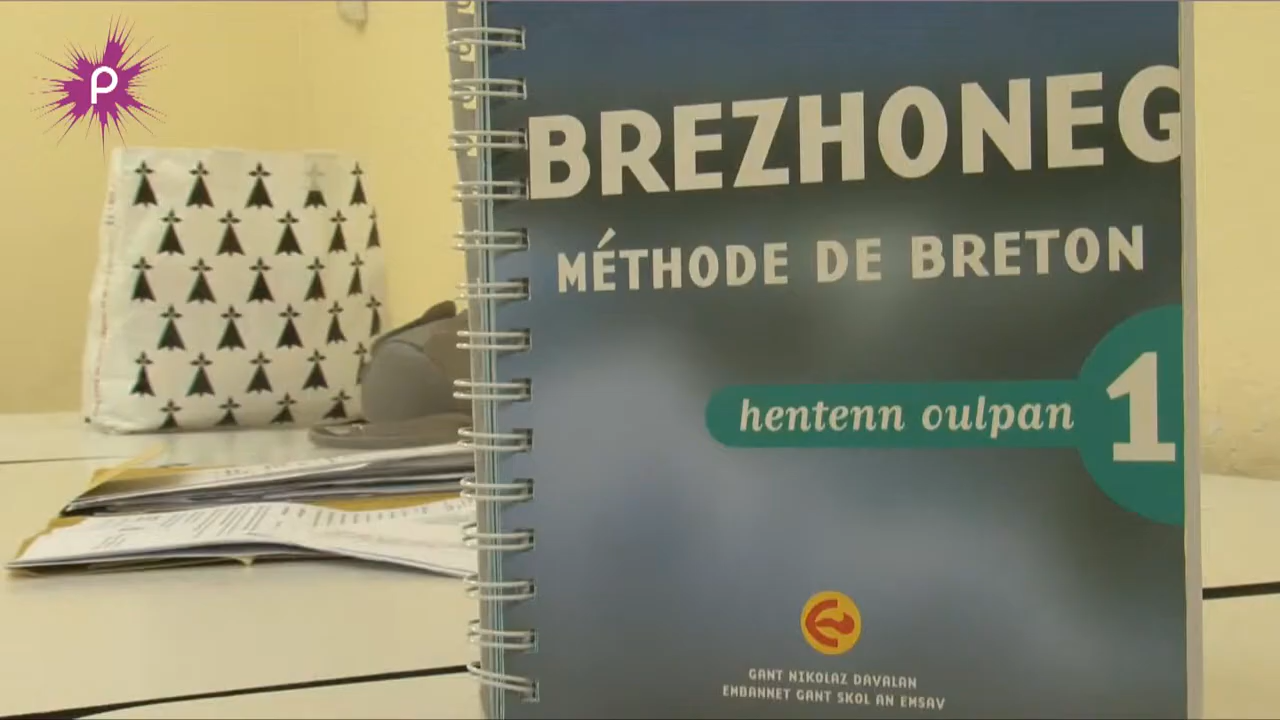 P
BREZHONEG
MÉTHODE DE BRETON
hentenn oulpan
1
GANT NIKOLAZ DAVALAN
EMBANNET GANT SKOL AN EMSAV